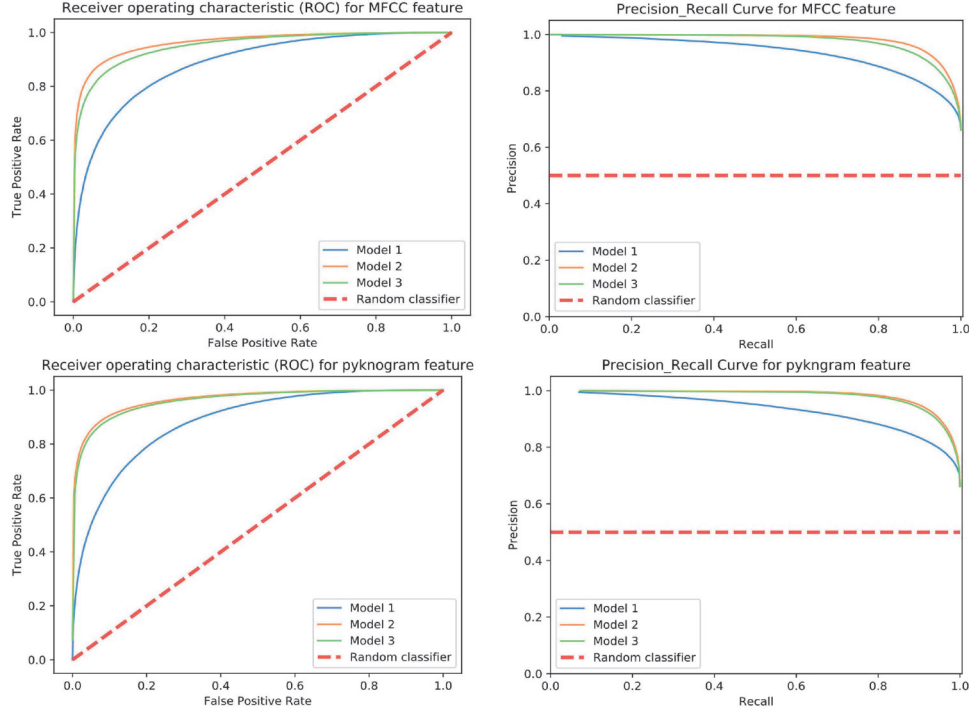 Receiver operating characteristic (ROC) for MFCC feature
1.0
0.8
0.6
0.4
0.2
0.0
True Positive Rate
0.0 0.2 0.4 0.6 0.8 1.0
False Positive Rate
Model 1
Model 2
Model 3
Random classifier
Precision_Recall Curve for MFCC feature
1.0
0.8
0.6
0.4
0.2
0.0
Precision
0.0 0.2 0.4 0.6 0.8 1.0
Recall
Model 1
Model 2
Model 3
Random classifier
Receiver operating characteristic (ROC) for pyknogram feature
1.0
0.8
0.6
0.4
0.2
0.0
True Positive Rate
0.0 0.2 0.4 0.6 0.8 1.0
False Positive Rate
Model 1
Model 2
Model 3
Random classifier
Precision_Recall Curve for pykngram feature
1.0
0.8
0.6
0.4
0.2
0.0
Precision
0.0 0.2 0.4 0.6 0.8 1.0
Recall
Model 1
Model 2
Model 3
Random classifier